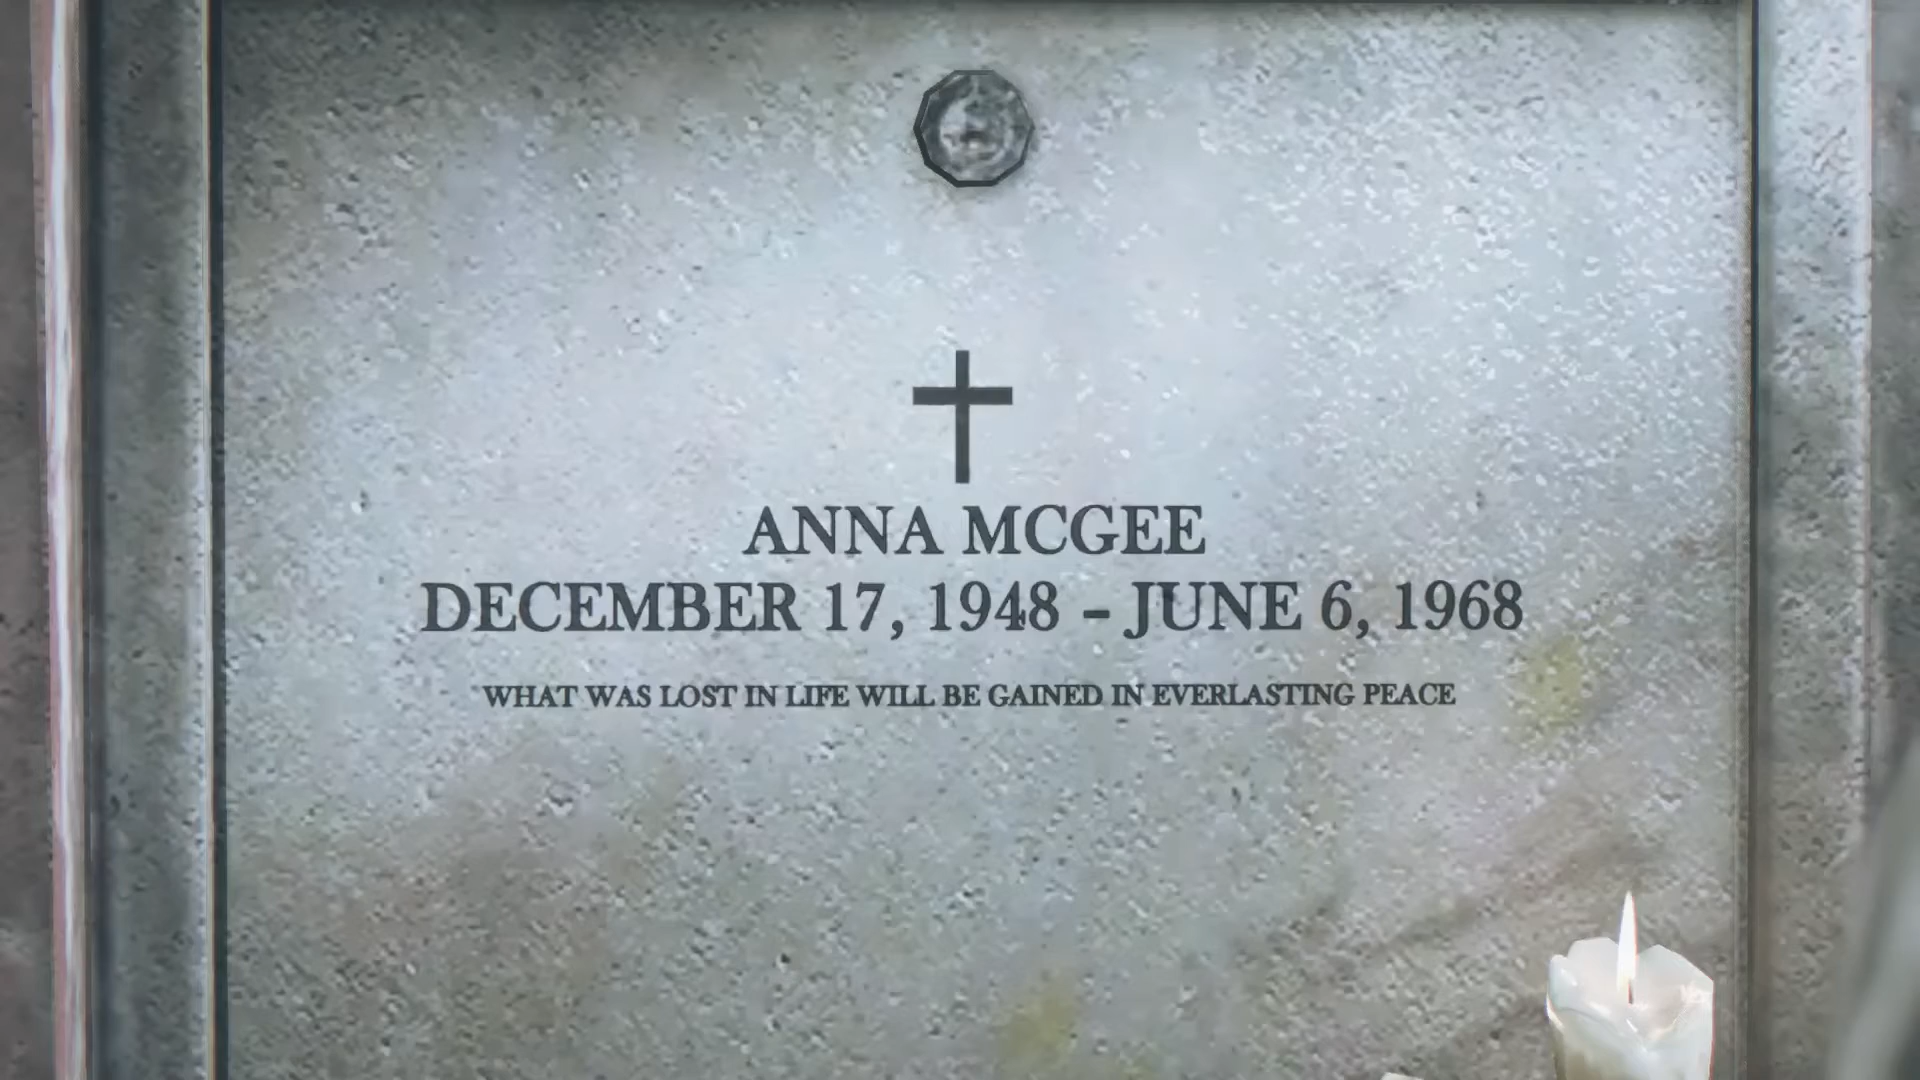 ANNA MCGEE
DECEMBER 17, 1948 – JUNE 6, 1968
WHAT WAS LOST IN LIFE WILL BE GAINED IN EVERLASTING PEACE